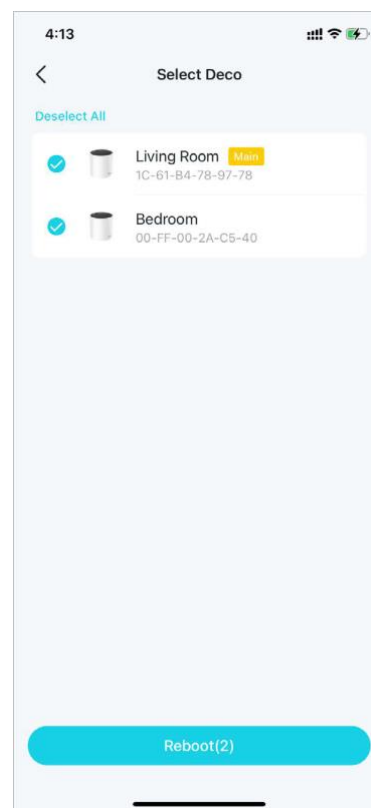 4:13
Select Deco
Deselect All
Living Room Main
1C-61-B4-78-97-78
Bedroom
00-FF-00-2A-C5-40
Reboot(2)